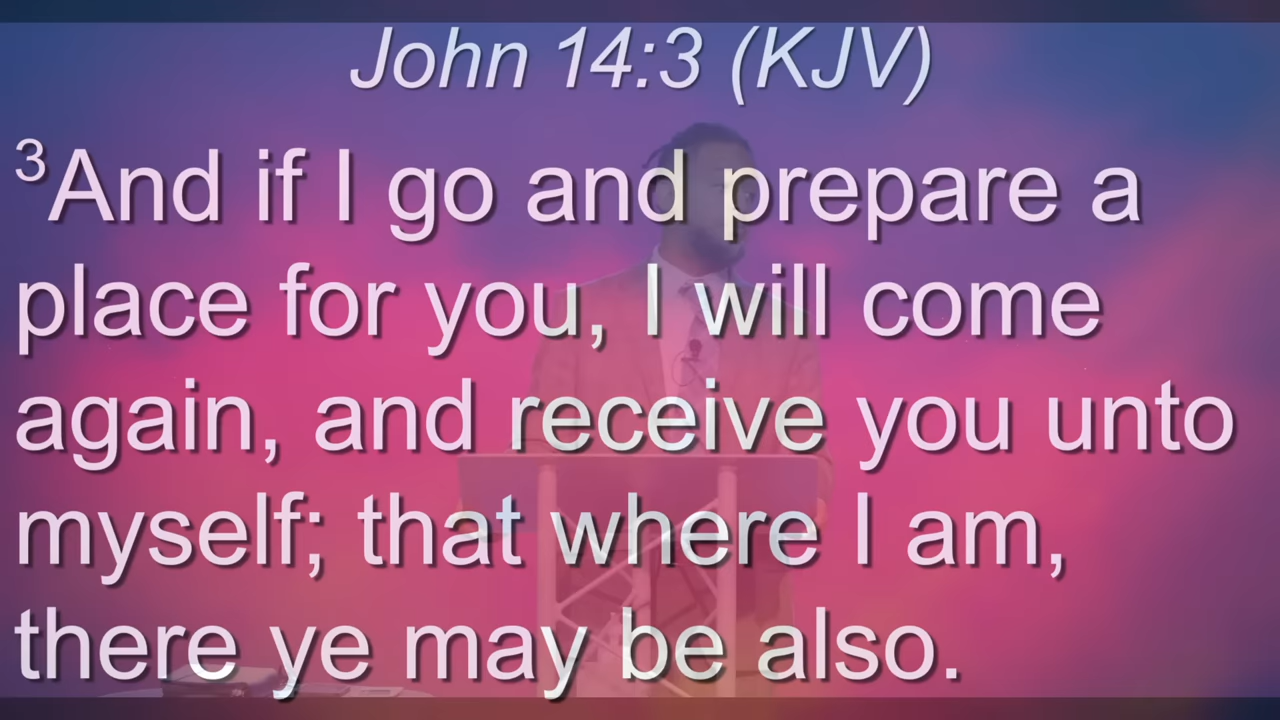 John 14:3 (KJV)
³And if I go and prepare a
place for you, I will come
again, and receive you unto
myself; that where I am,
there ye may be also.